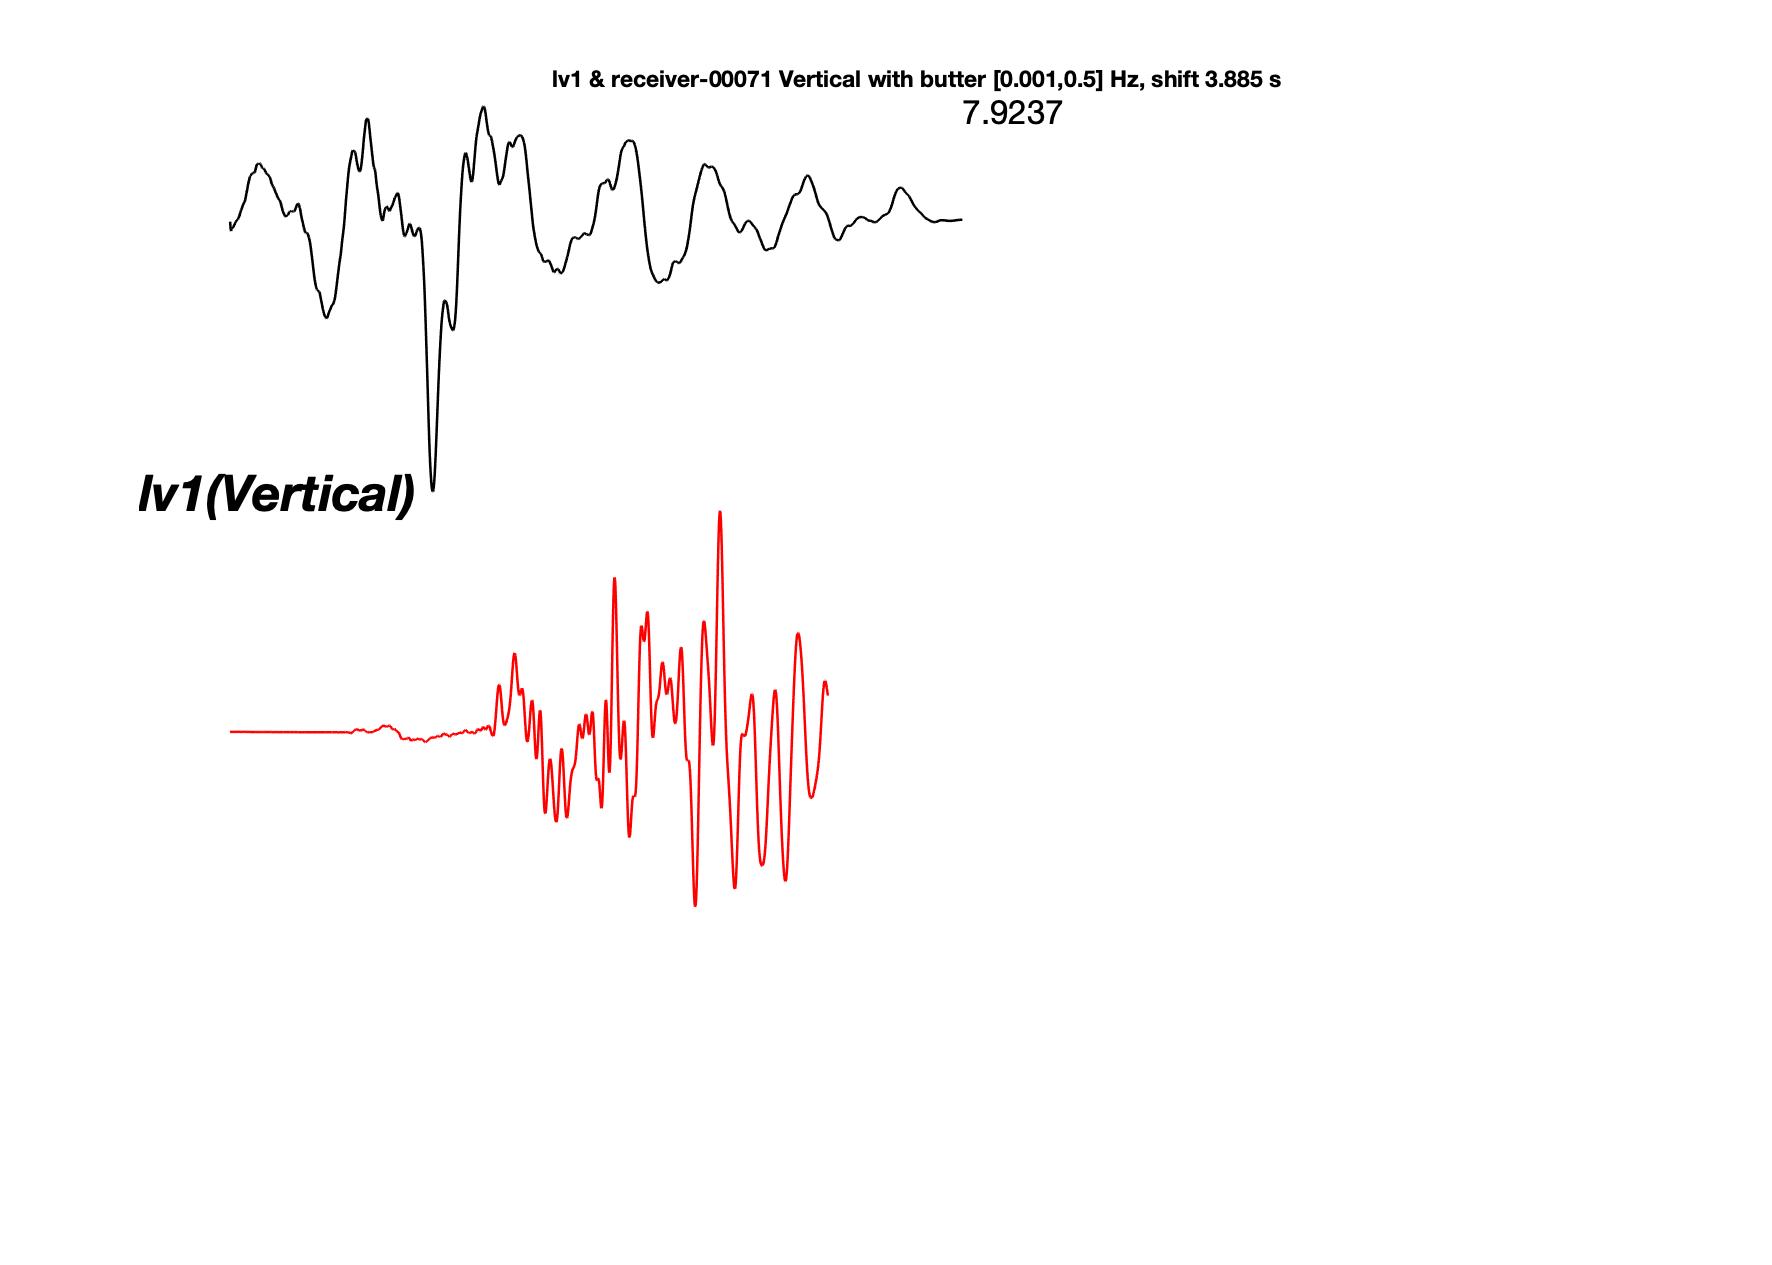 lv1 & receiver-00071 Vertical with butter [0.001,0.5] Hz, shift 3.885 s
7.9237
lv1(Vertical)